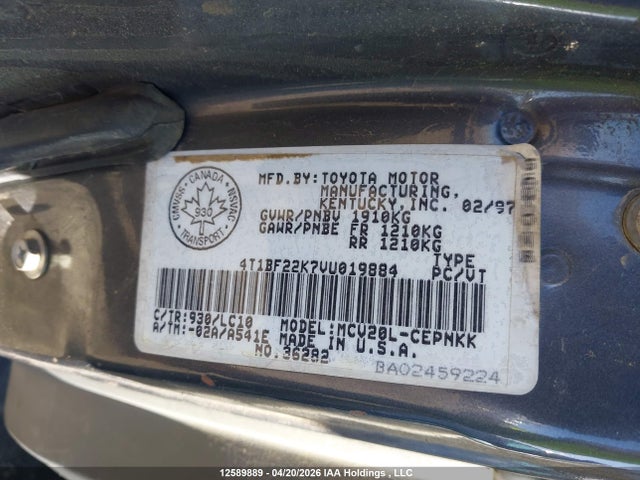 CANADA
CMVSS NSVAC
930
TRANSPORT
MFD.BY:TOYOTA MOTOR
MANUFACTURING,
KENTUCKY,INC. 02/97
GVWR/PNBV 1910KG
GAWR/PNBE FR 1210KG
RR 1210KG
4T1BF22K7VU019884
TYPE
PC/VT
C/TR:930/LC10
MODEL:MCV20L-CEPNKK
A/TM:-02A/A541E
MADE IN U.S.A.
NO.36282
BA02459224
12589889 - 04/20/2026 IAA Holdings , LLC